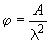 φ = A / λ²